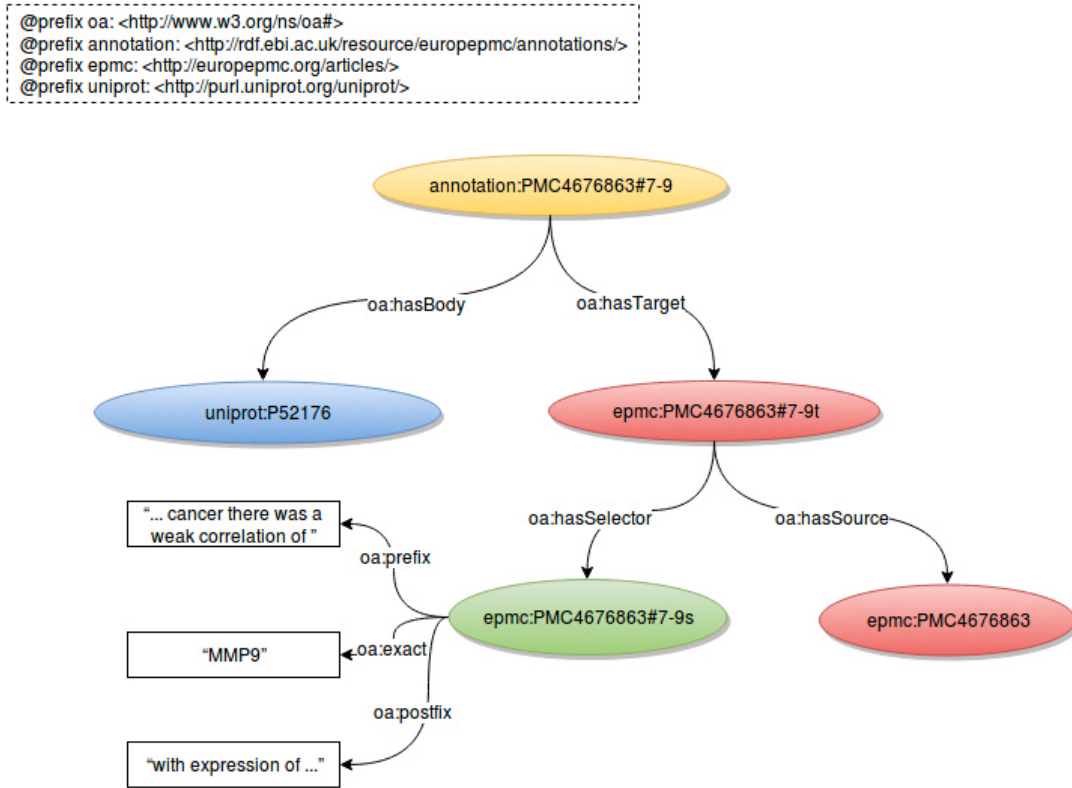 @prefix oa: <http://www.w3.org/ns/oa#>
@prefix annotation: <http://rdf.ebi.ac.uk/resource/europepmc/annotations/>
@prefix epmc: <http://europepmc.org/articles/>
@prefix uniprot: <http://purl.uniprot.org/uniprot/>
annotation:PMC4676863#7-9
oa:hasBody
oa:hasTarget
uniprot:P52176
epmc:PMC4676863#7-9t
“... cancer there was a
weak correlation of ”
oa:hasSelector
oa:hasSource
oa:prefix
epmc:PMC4676863#7-9s
epmc:PMC4676863
“MMP9”
oa:exact
oa:postfix
“with expression of ...”